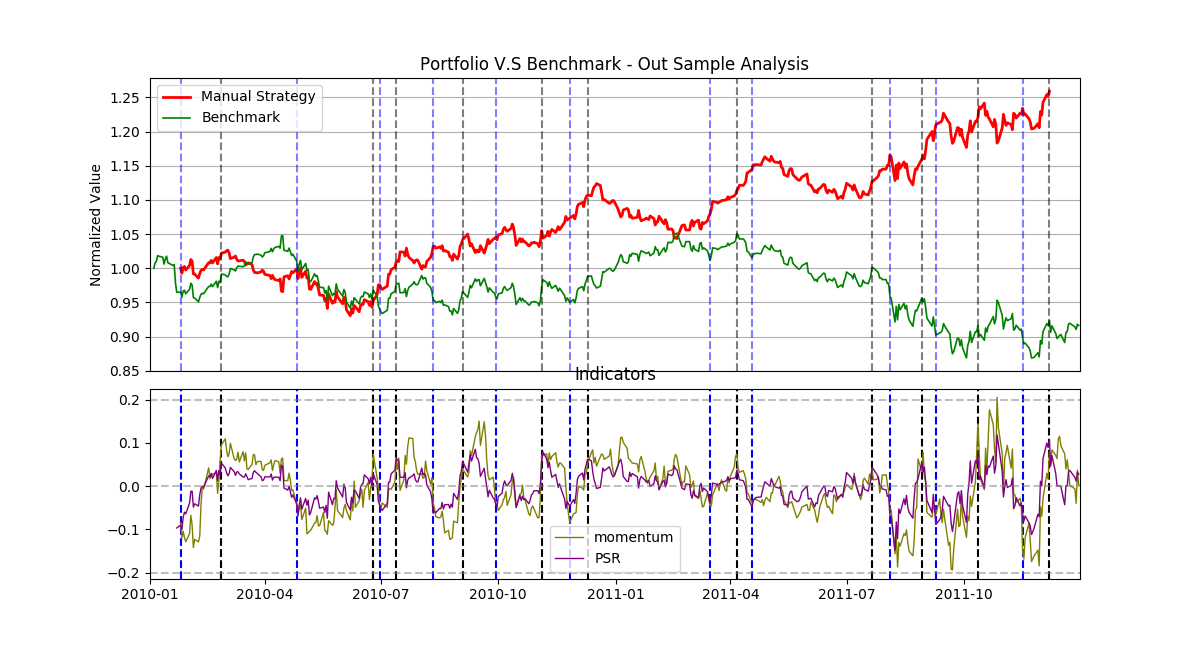 Portfolio V.S Benchmark - Out Sample Analysis
Manual Strategy
Benchmark
Normalized Value
1.25
1.20
1.15
1.10
1.05
1.00
0.95
0.90
0.85
Indicators
0.2
0.1
0.0
−0.1
−0.2
momentum
PSR
2010-01 2010-04 2010-07 2010-10 2011-01 2011-04 2011-07 2011-10